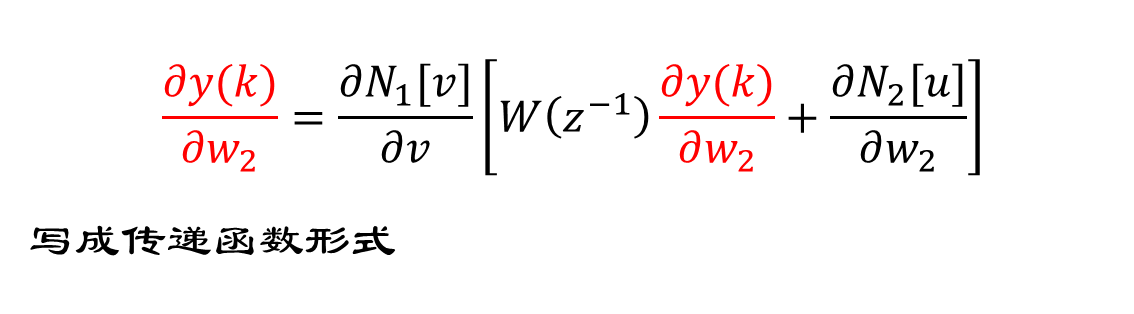 ∂y(k)/∂w₂ = ∂N₁[v]/∂v [W(z⁻¹) ∂y(k)/∂w₂ + ∂N₂[u]/∂w₂]
写成传递函数形式